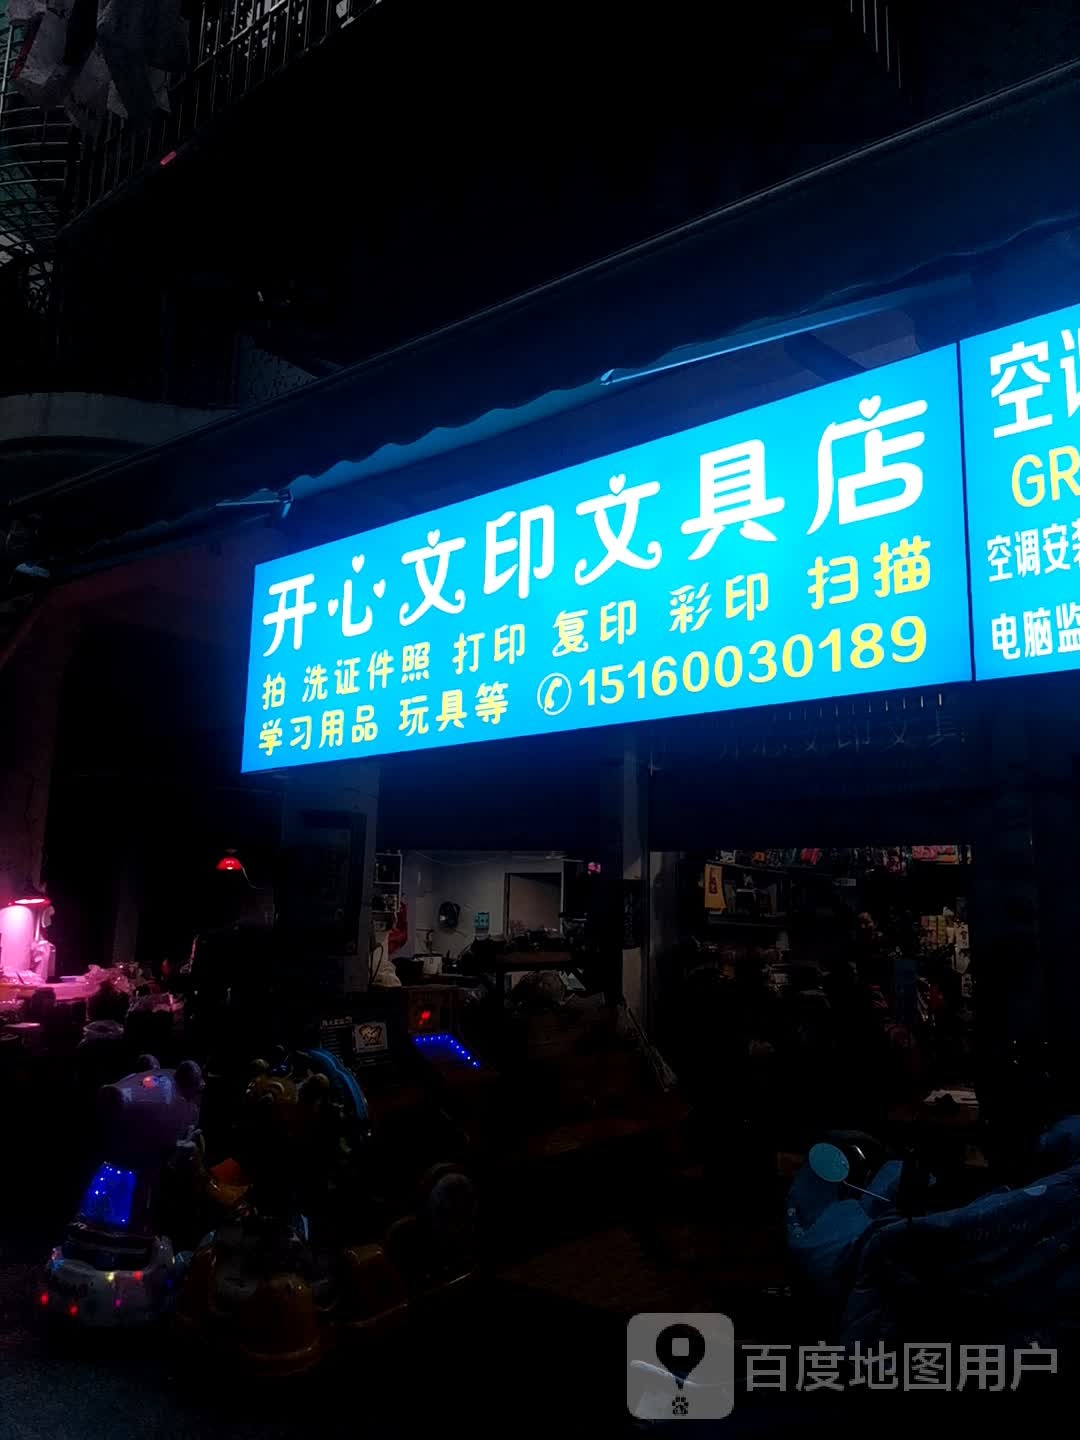 开心文印文具店
拍 洗证件照 打印 复印 彩印 扫描
学习用品 玩具等 15160030189
空调
GR
空调安装
电脑监
百度地图用户